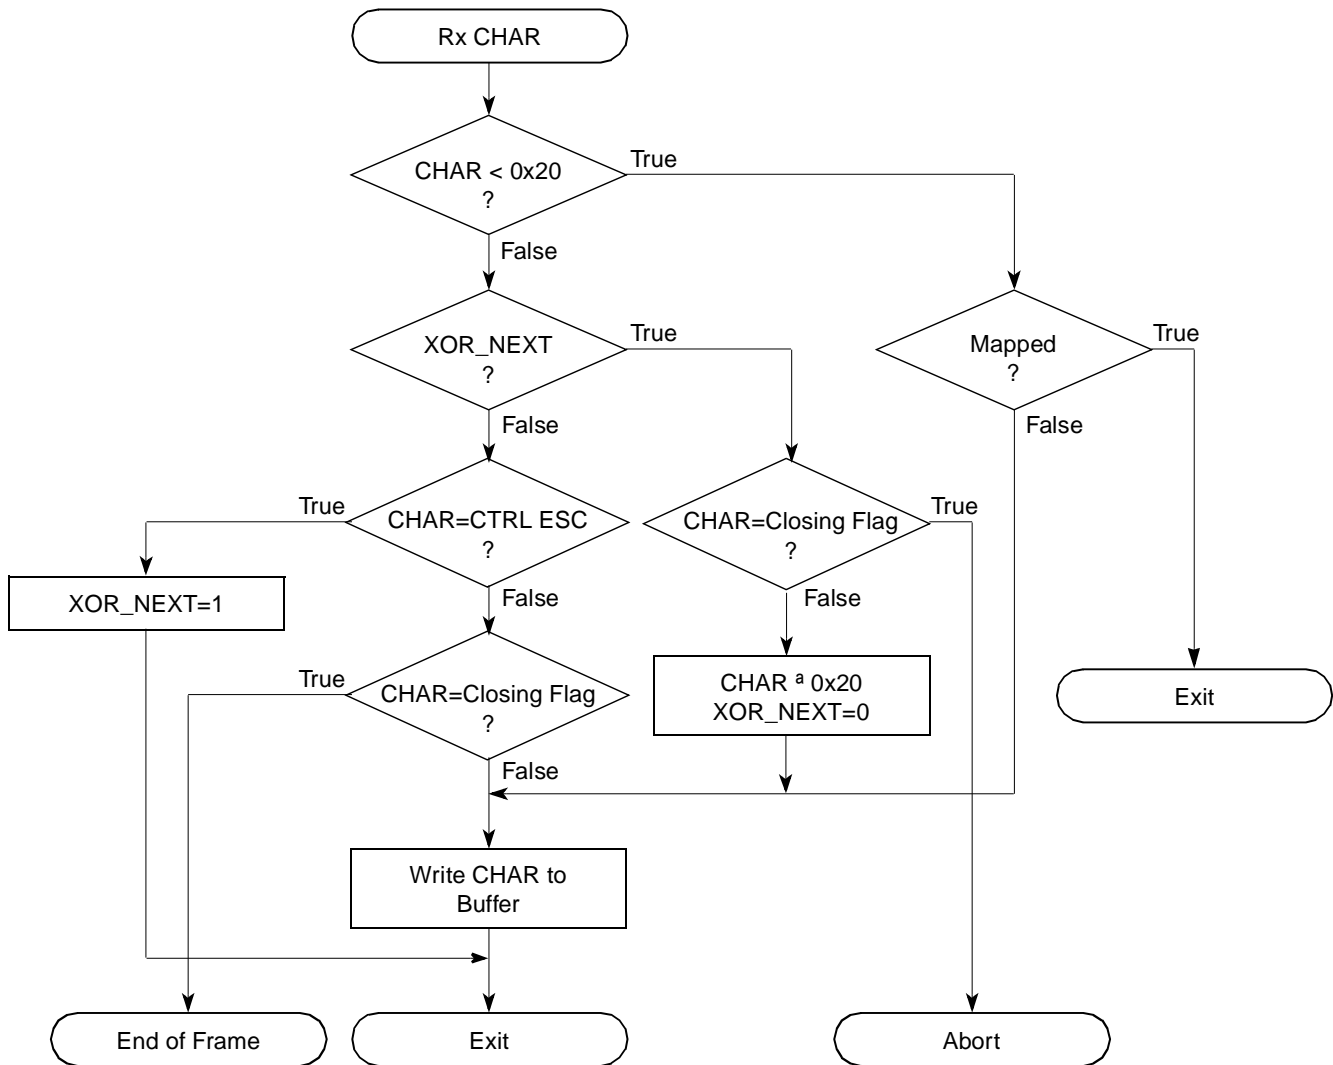 Rx CHAR
CHAR < 0x20
?
True
False
XOR_NEXT
?
True
False
Mapped
?
True
False
CHAR=CTRL ESC
?
True
False
CHAR=Closing Flag
?
True
False
XOR_NEXT=1
CHAR=Closing Flag
?
True
False
CHAR ª 0x20
XOR_NEXT=0
Exit
Write CHAR to
Buffer
End of Frame
Exit
Abort